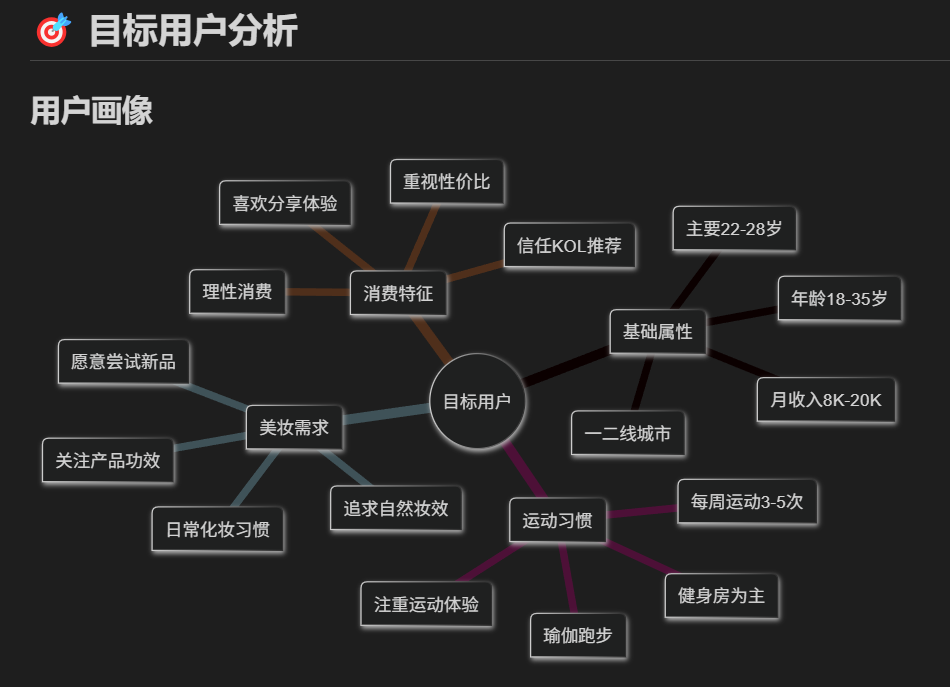 🎯 目标用户分析
用户画像
重视性价比
喜欢分享体验
信任KOL推荐
理性消费
消费特征
主要22-28岁
年龄18-35岁
基础属性
月收入8K-20K
一二线城市
目标用户
愿意尝试新品
美妆需求
关注产品功效
日常化妆习惯
追求自然妆效
运动习惯
每周运动3-5次
健身房为主
注重运动体验
瑜伽跑步